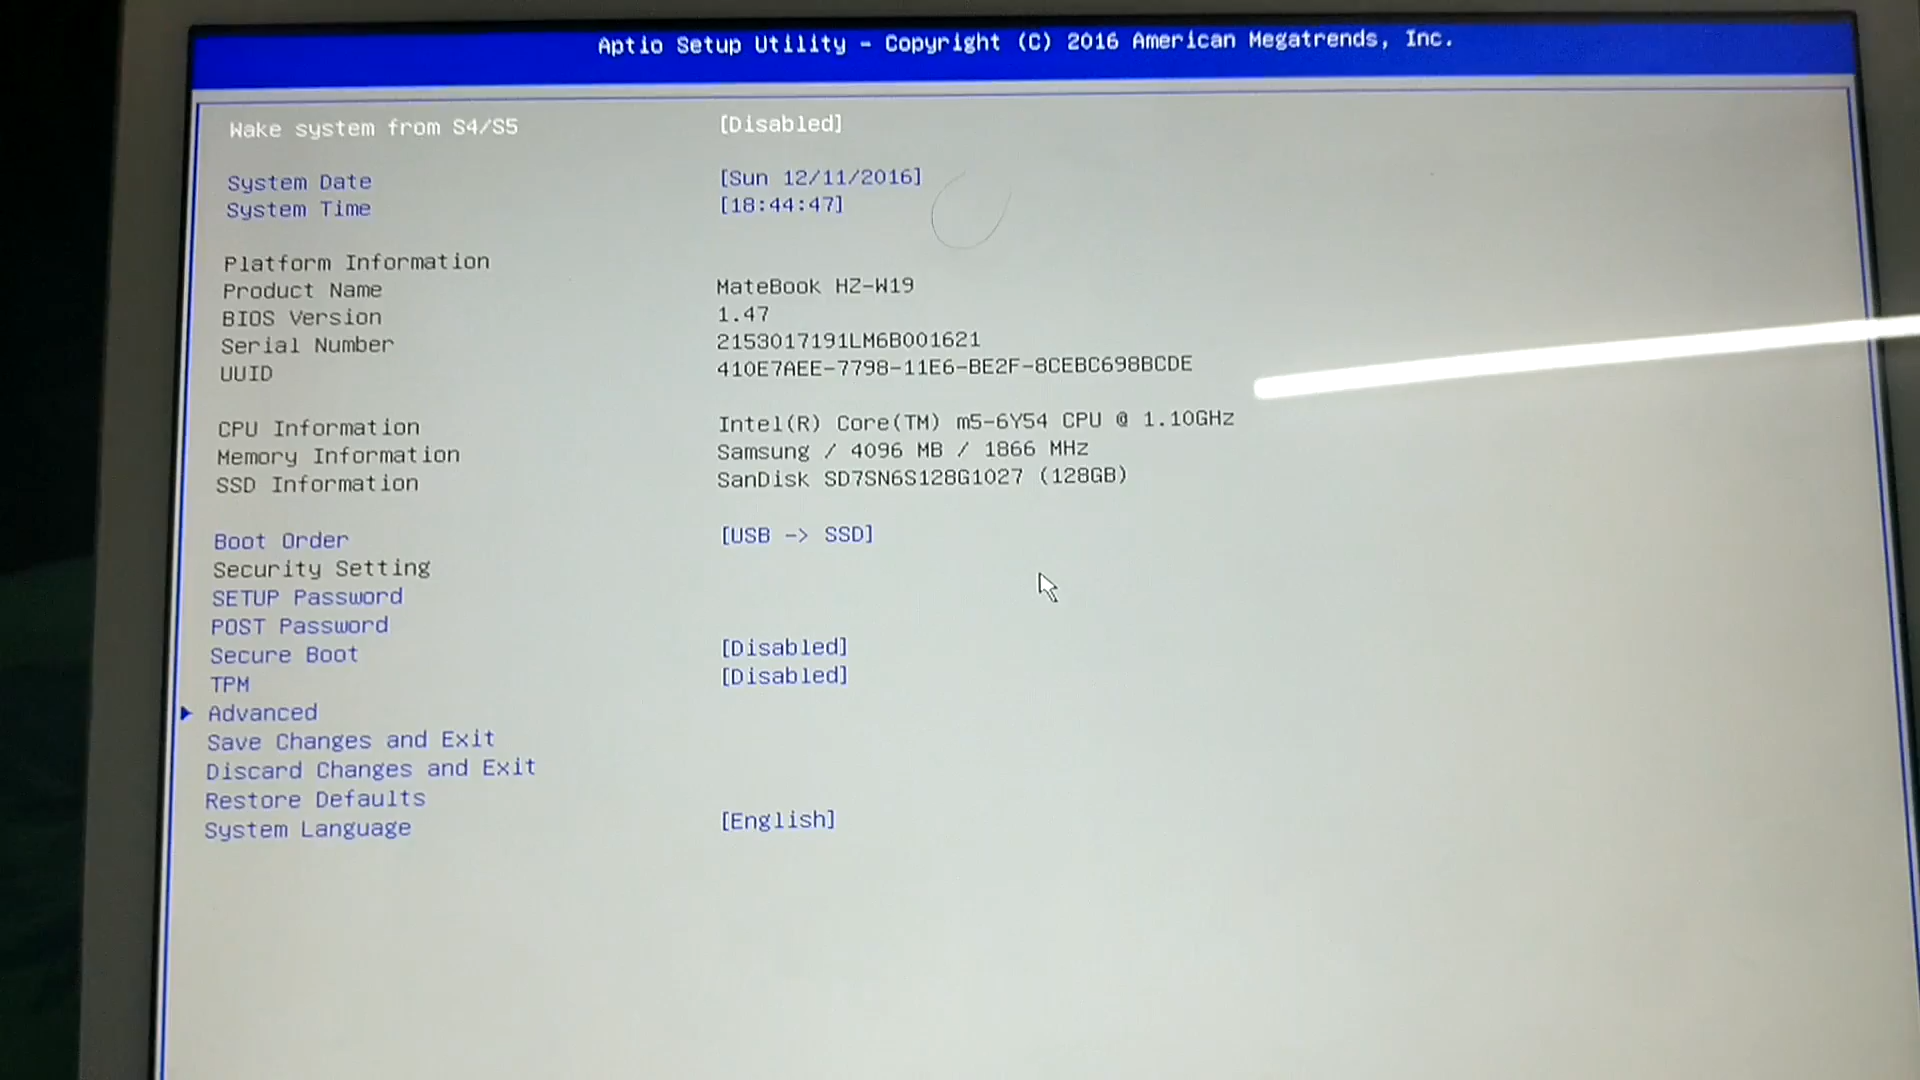 Aptio Setup Utility – Copyright (C) 2016 American Megatrends, Inc.
Wake system from S4/S5 [Disabled]
System Date [Sun 12/11/2016]
System Time [18:44:47]
Platform Information
Product Name MateBook HZ-W19
BIOS Version 1.47
Serial Number 2153017191LM6B001621
UUID 410E7AEE-7798-11E6-BE2F-8CEBC698BCDE
CPU Information Intel(R) Core(TM) m5-6Y54 CPU @ 1.10GHz
Memory Information Samsung / 4096 MB / 1866 MHz
SSD Information SanDisk SD7SN6S128G1027 (128GB)
Boot Order [USB -> SSD]
Security Setting
SETUP Password
POST Password
Secure Boot [Disabled]
TPM [Disabled]
Advanced
Save Changes and Exit
Discard Changes and Exit
Restore Defaults
System Language [English]